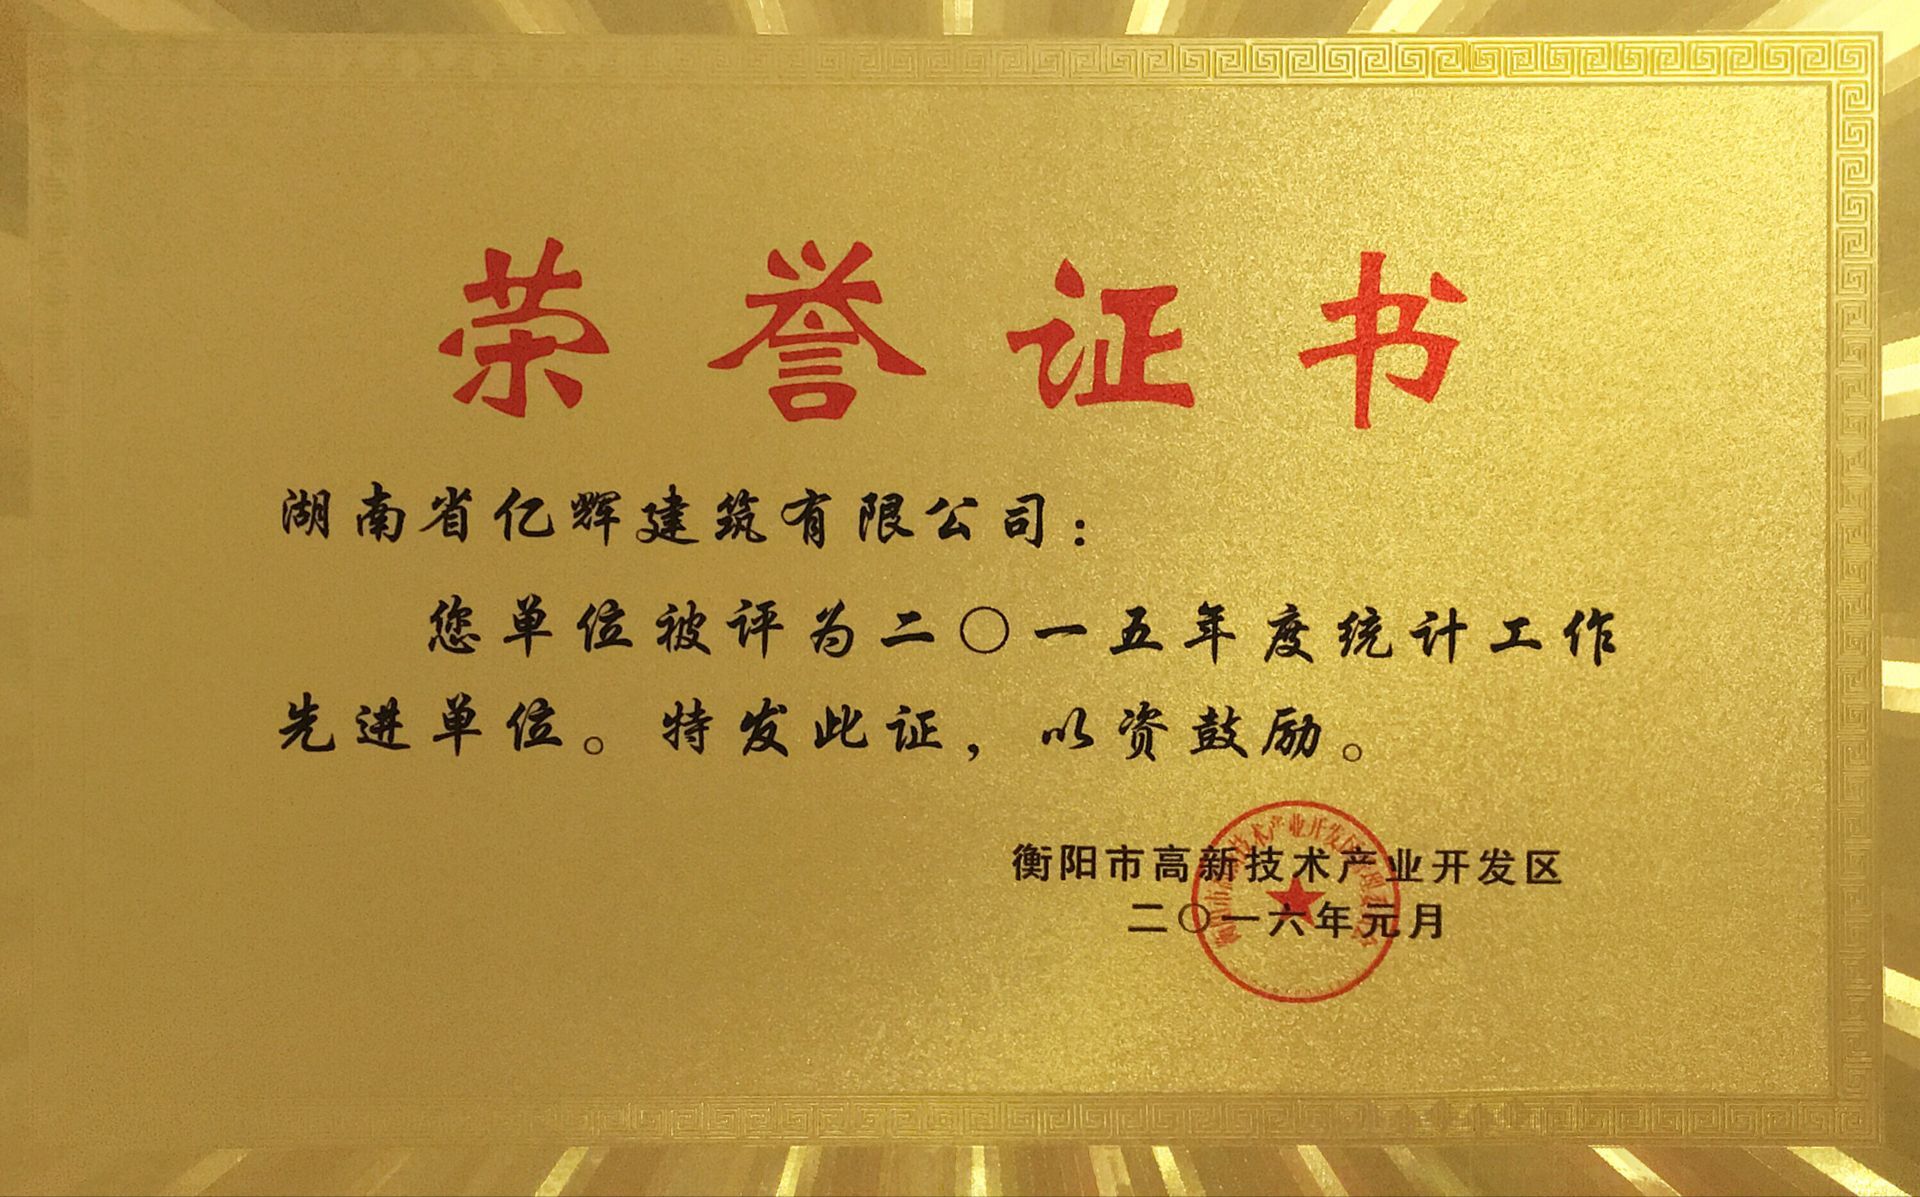 荣誉证书
湖南省亿辉建筑有限公司：
您单位被评为二〇一五年度统计工作
先进单位。特发此证，以资鼓励。
衡阳市高新技术产业开发区
二〇一六年元月